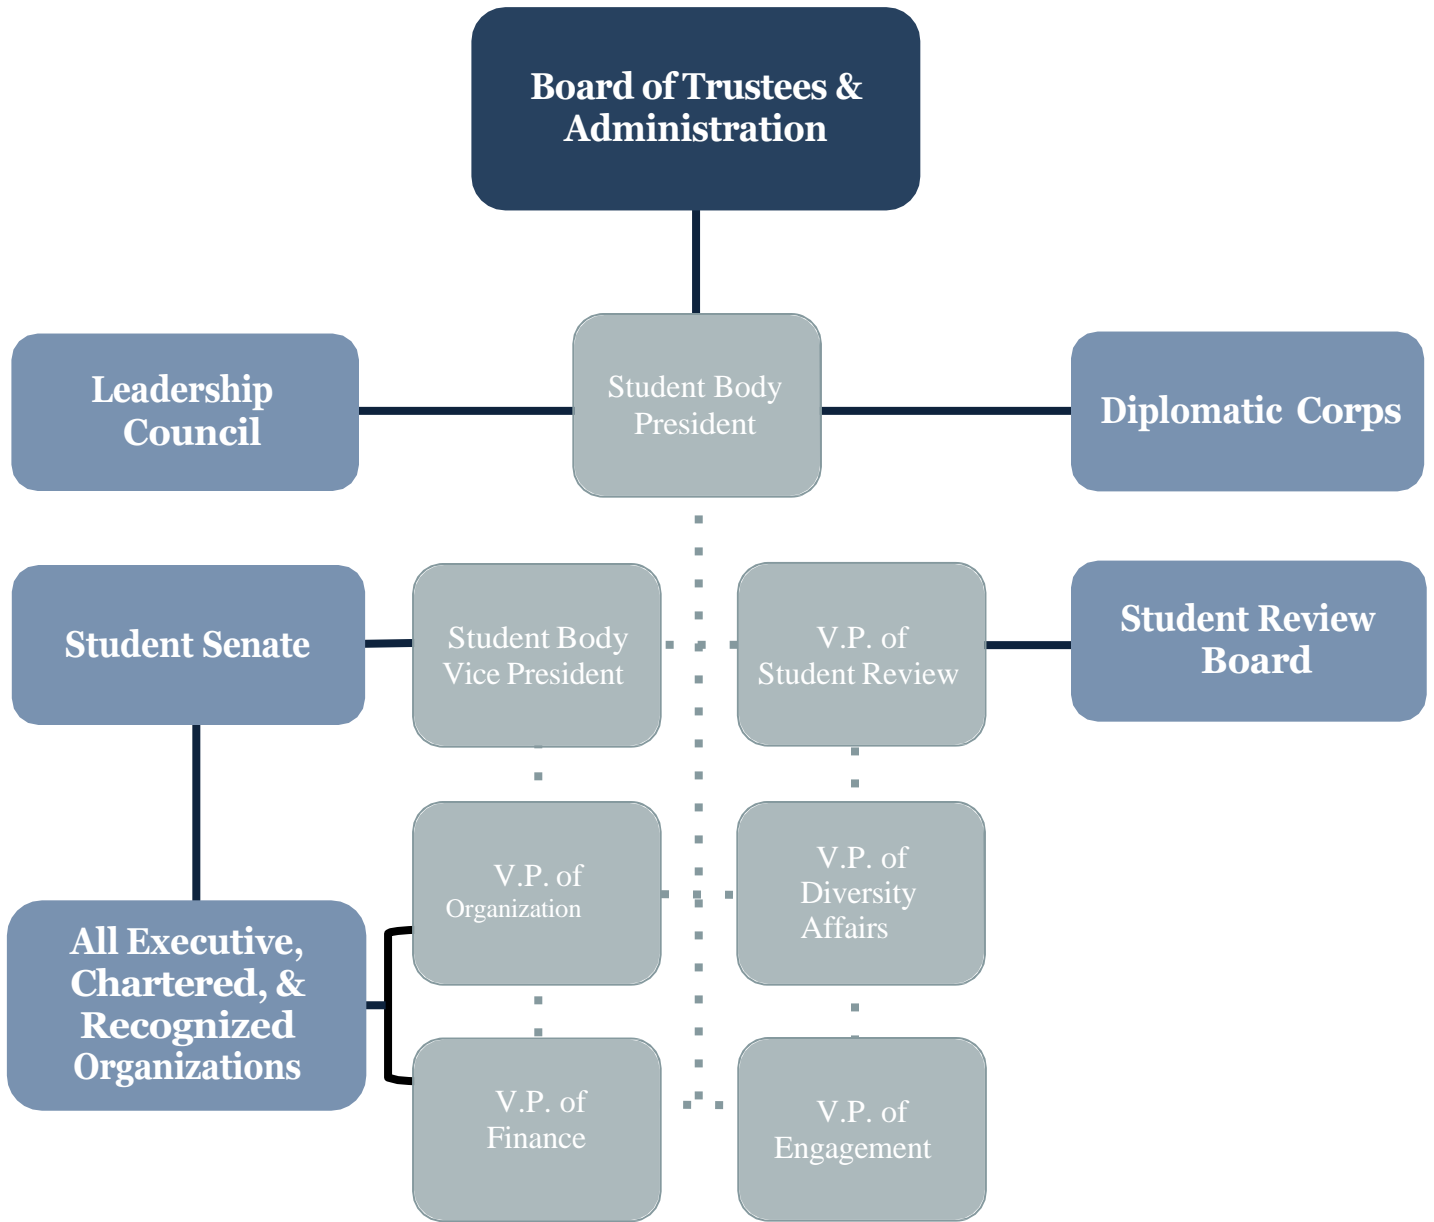 Board of Trustees &
Administration
Leadership
Council
Student Body
President
Diplomatic Corps
Student Senate
Student Body
Vice President
V.P. of
Student Review
Student Review
Board
V.P. of
Organization
V.P. of
Diversity
Affairs
All Executive,
Chartered, &
Recognized
Organizations
V.P. of
Finance
V.P. of
Engagement